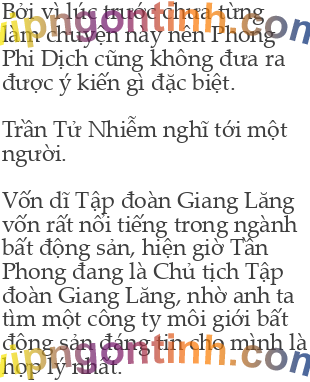 Bởi vì lúc trước chưa từng
làm chuyện này nên Phong
Phi Dịch cũng không đưa ra
được ý kiến gì đặc biệt.
Trần Tử Nhiễm nghĩ tới một
người.
Vốn dĩ Tập đoàn Giang Lăng
vốn rất nổi tiếng trong ngành
bất động sản, hiện giờ Tần
Phong đang là Chủ tịch Tập
đoàn Giang Lăng, nhờ anh ta
tìm một công ty môi giới bất
động sản đáng tin cho mình là
hợp lý nhất.